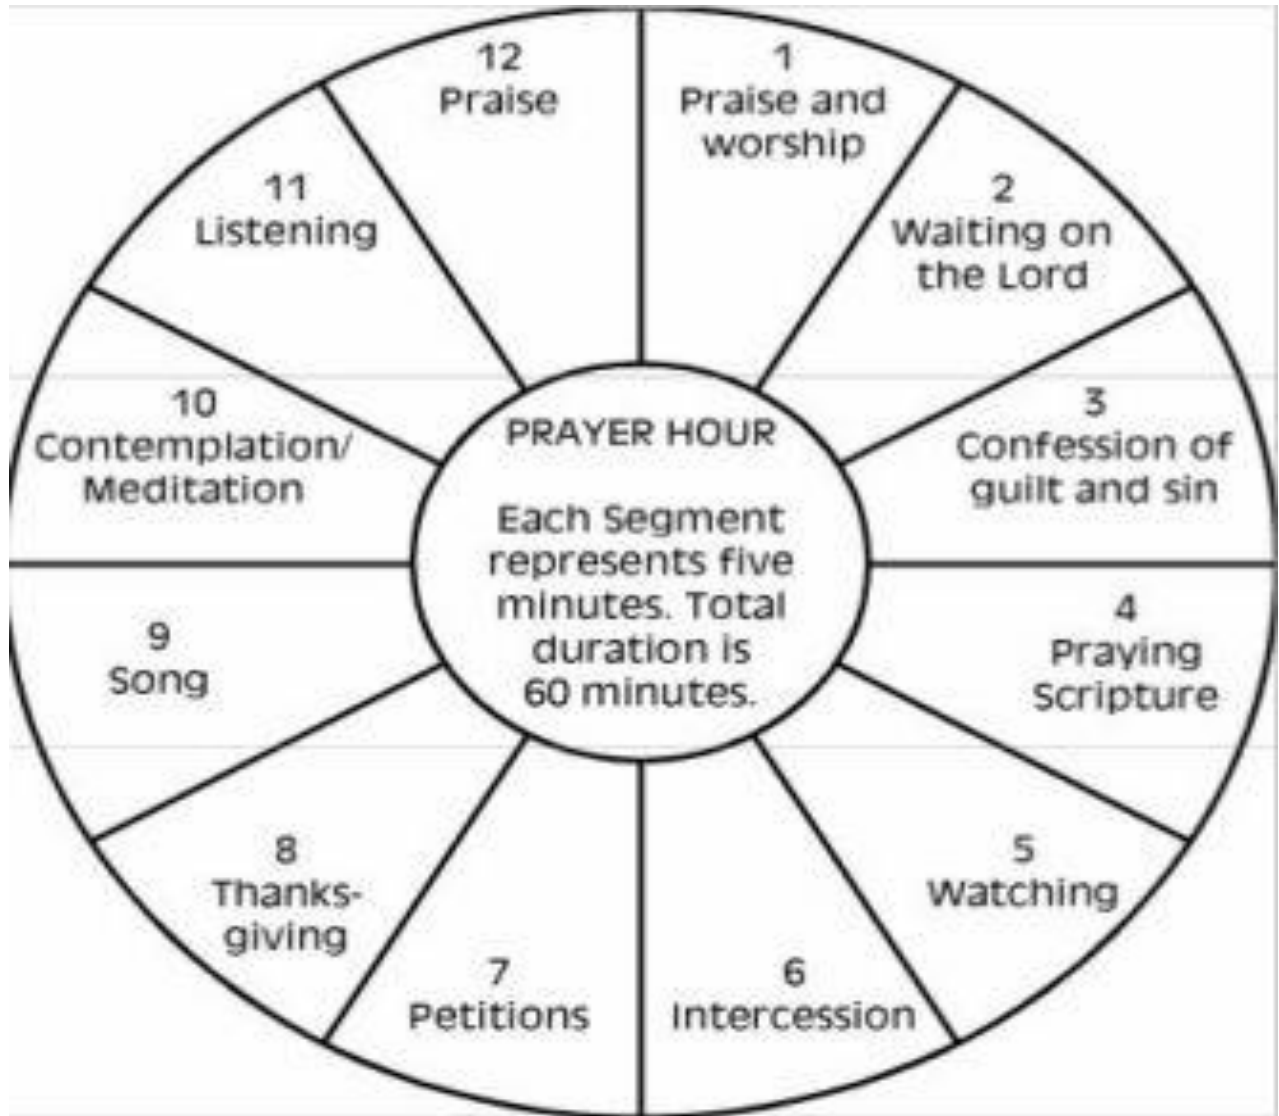 12
Praise
1
Praise and
worship
11
Listening
2
Waiting on
the Lord
10
Contemplation/
Meditation
PRAYER HOUR
Each Segment
represents five
minutes. Total
duration is
60 minutes.
3
Confession of
guilt and sin
9
Song
4
Praying
Scripture
8
Thanks-
giving
5
Watching
7
Petitions
6
Intercession